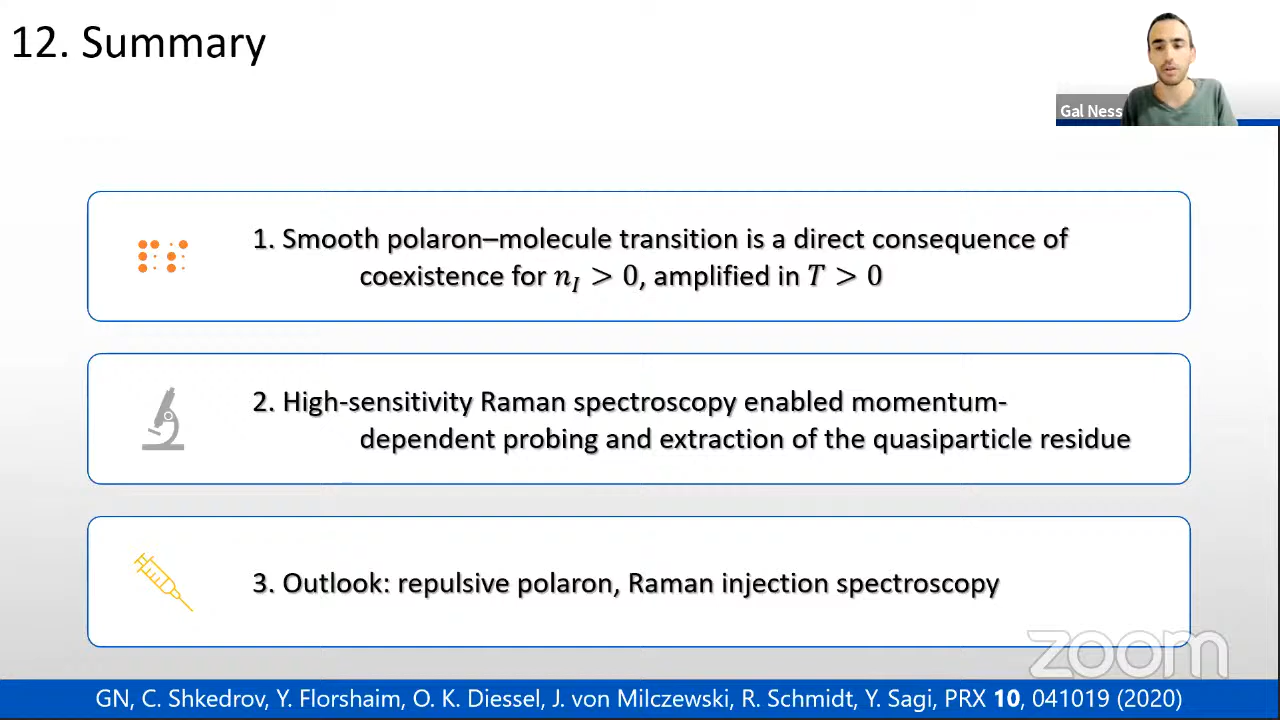 12. Summary
Gal Ness
1. Smooth polaron–molecule transition is a direct consequence of
coexistence for n_I > 0, amplified in T > 0
2. High-sensitivity Raman spectroscopy enabled momentum-
dependent probing and extraction of the quasiparticle residue
3. Outlook: repulsive polaron, Raman injection spectroscopy
zoom
GN, C. Shkedrov, Y. Florshaim, O. K. Diessel, J. von Milczewski, R. Schmidt, Y. Sagi, PRX 10, 041019 (2020)